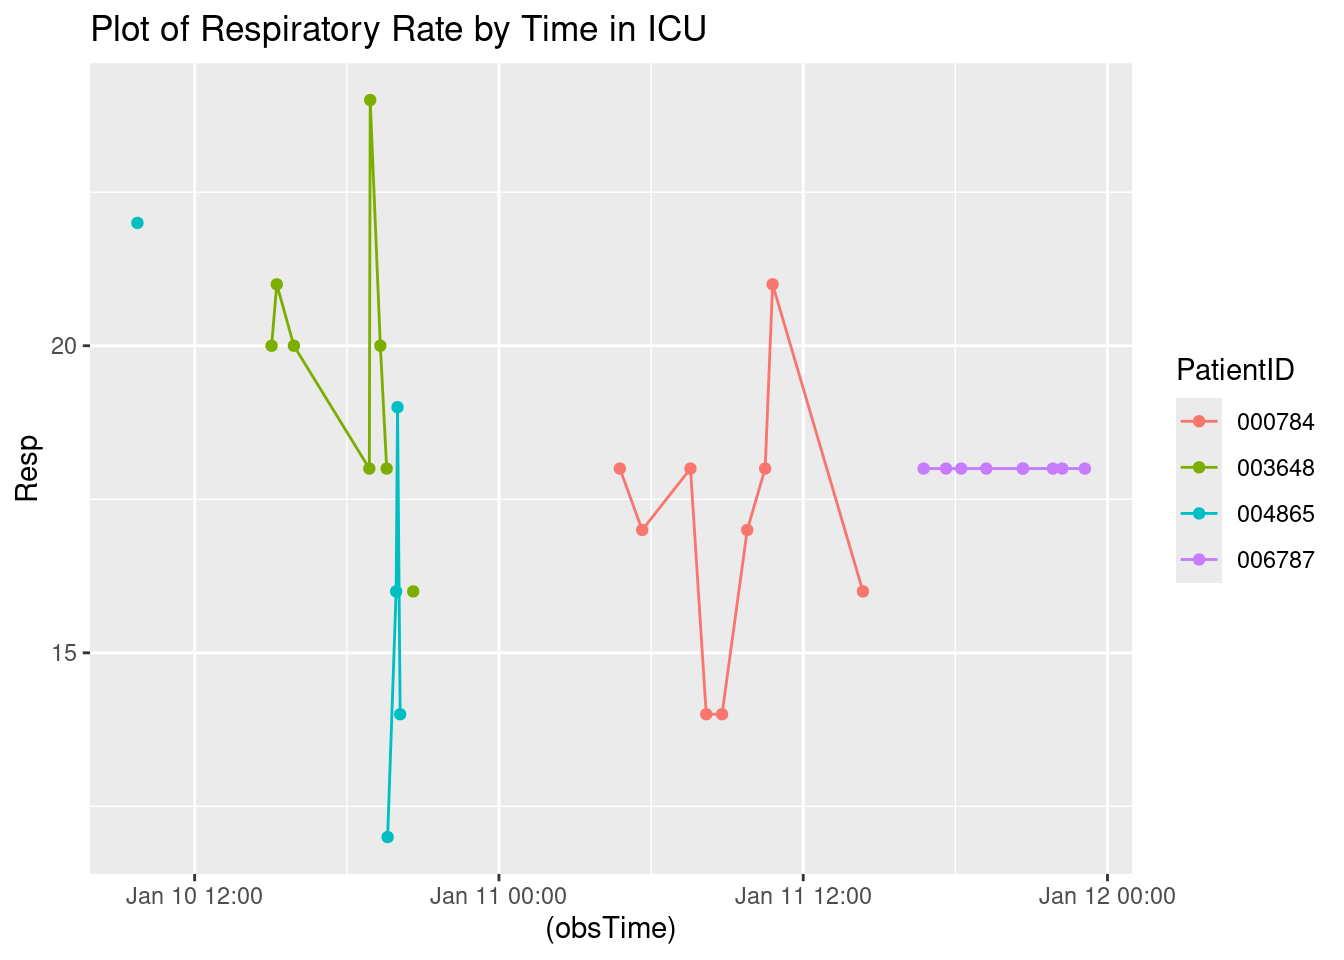 Plot of Respiratory Rate by Time in ICU
Resp
20
15
Jan 10 12:00
Jan 11 00:00
Jan 11 12:00
Jan 12 00:00
(obsTime)
PatientID
000784
003648
004865
006787